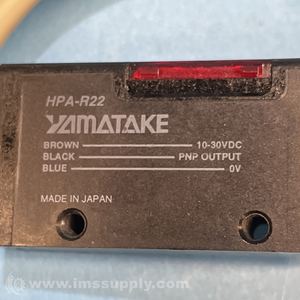 HPA-R22
YAMATAKE
BROWN 10-30VDC
BLACK PNP OUTPUT
BLUE 0V
MADE IN JAPAN
© www.imssupply.com